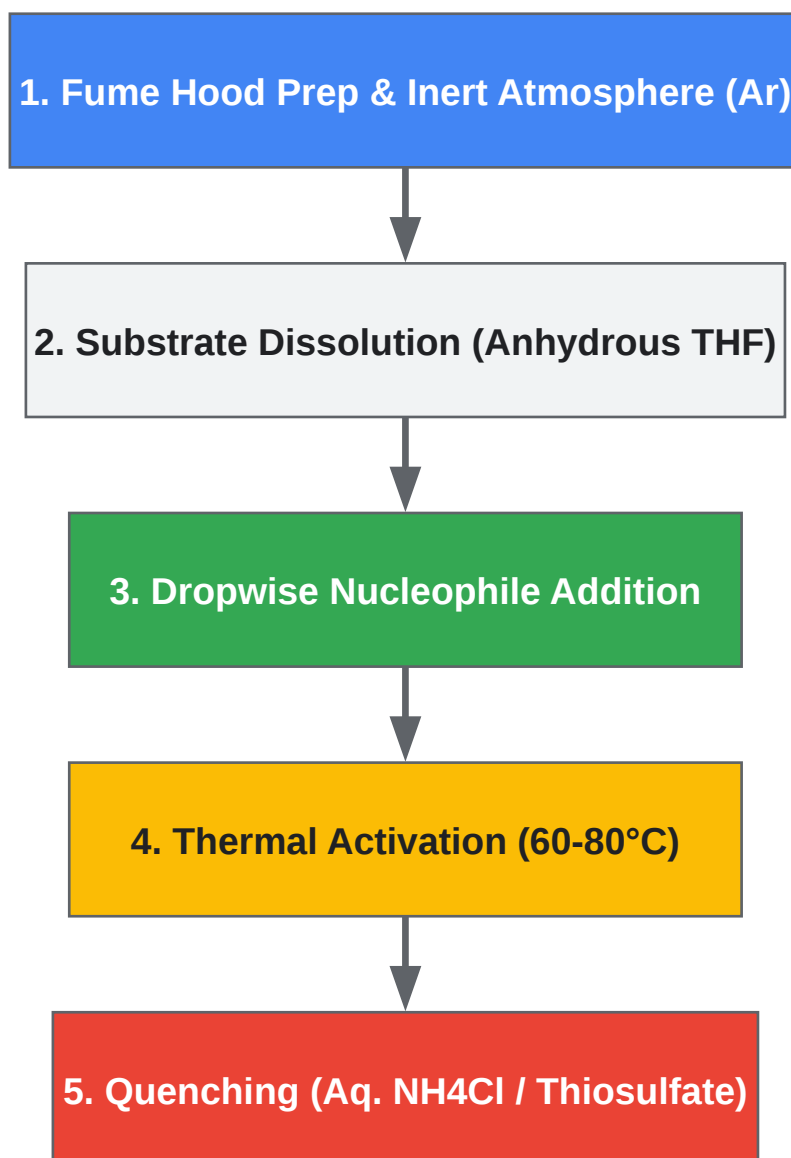 1. Fume Hood Prep & Inert Atmosphere (Ar)
2. Substrate Dissolution (Anhydrous THF)
3. Dropwise Nucleophile Addition
4. Thermal Activation (60-80°C)
5. Quenching (Aq. NH4Cl / Thiosulfate)